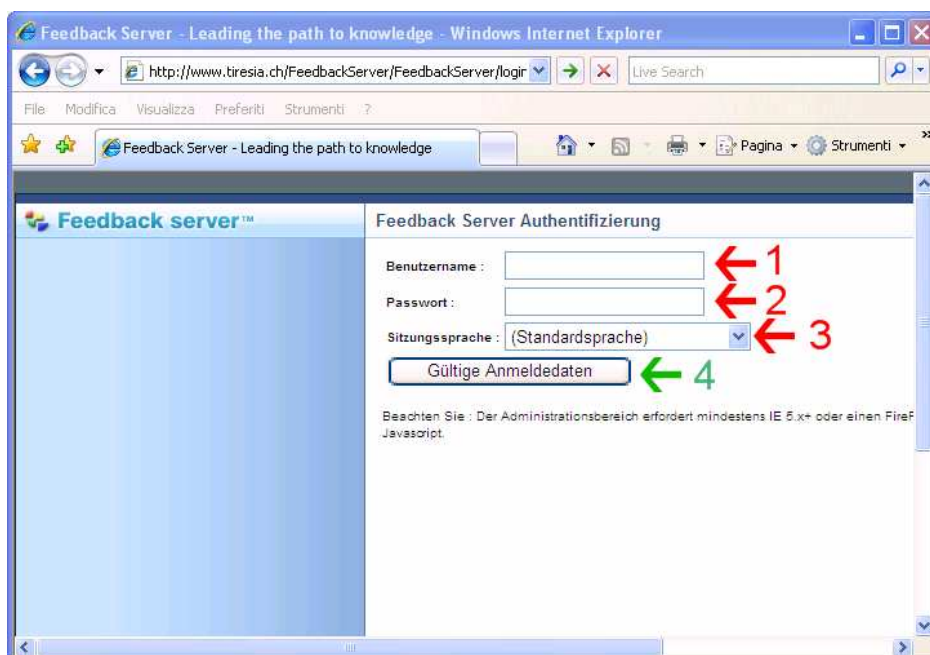 Feedback Server - Leading the path to knowledge - Windows Internet Explorer
http://www.tiresia.ch/FeedbackServer/FeedbackServer/login
Live Search
File Modifica Visualizza Preferiti Strumenti ?
Feedback Server - Leading the path to knowledge
Pagina Strumenti
Feedback server™
Feedback Server Authentifizierung
Benutzername : 1
Passwort : 2
Sitzungssprache : (Standardsprache) 3
Gültige Anmeldedaten 4
Beachten Sie : Der Administrationsbereich erfordert mindestens IE 5.x+ oder einen FireF
Javascript.